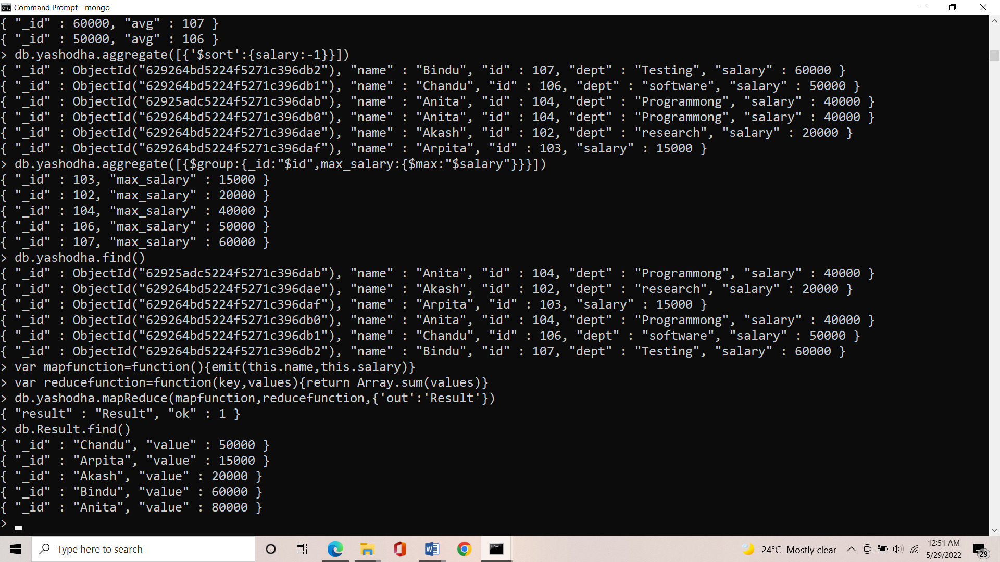 Command Prompt - mongo
{ "_id" : 60000, "avg" : 107 }
{ "_id" : 50000, "avg" : 106 }
> db.yashodha.aggregate([{'$sort':{salary:-1}}])
{ "_id" : ObjectId("629264bd5224f5271c396db2"), "name" : "Bindu", "id" : 107, "dept" : "Testing", "salary" : 60000 }
{ "_id" : ObjectId("629264bd5224f5271c396db1"), "name" : "Chandu", "id" : 106, "dept" : "software", "salary" : 50000 }
{ "_id" : ObjectId("62925adc5224f5271c396dab"), "name" : "Anita", "id" : 104, "dept" : "Programmong", "salary" : 40000 }
{ "_id" : ObjectId("629264bd5224f5271c396db0"), "name" : "Anita", "id" : 104, "dept" : "Programmong", "salary" : 40000 }
{ "_id" : ObjectId("629264bd5224f5271c396dae"), "name" : "Akash", "id" : 102, "dept" : "research", "salary" : 20000 }
{ "_id" : ObjectId("629264bd5224f5271c396daf"), "name" : "Arpita", "id" : 103, "salary" : 15000 }
> db.yashodha.aggregate([{$group:{_id:"$id",max_salary:{$max:"$salary"}}}])
{ "_id" : 103, "max_salary" : 15000 }
{ "_id" : 102, "max_salary" : 20000 }
{ "_id" : 104, "max_salary" : 40000 }
{ "_id" : 106, "max_salary" : 50000 }
{ "_id" : 107, "max_salary" : 60000 }
> db.yashodha.find()
{ "_id" : ObjectId("62925adc5224f5271c396dab"), "name" : "Anita", "id" : 104, "dept" : "Programmong", "salary" : 40000 }
{ "_id" : ObjectId("629264bd5224f5271c396dae"), "name" : "Akash", "id" : 102, "dept" : "research", "salary" : 20000 }
{ "_id" : ObjectId("629264bd5224f5271c396daf"), "name" : "Arpita", "id" : 103, "salary" : 15000 }
{ "_id" : ObjectId("629264bd5224f5271c396db0"), "name" : "Anita", "id" : 104, "dept" : "Programmong", "salary" : 40000 }
{ "_id" : ObjectId("629264bd5224f5271c396db1"), "name" : "Chandu", "id" : 106, "dept" : "software", "salary" : 50000 }
{ "_id" : ObjectId("629264bd5224f5271c396db2"), "name" : "Bindu", "id" : 107, "dept" : "Testing", "salary" : 60000 }
> var mapfunction=function(){emit(this.name,this.salary)}
> var reducefunction=function(key,values){return Array.sum(values)}
> db.yashodha.mapReduce(mapfunction,reducefunction,{'out':'Result'})
{ "result" : "Result", "ok" : 1 }
> db.Result.find()
{ "_id" : "Chandu", "value" : 50000 }
{ "_id" : "Arpita", "value" : 15000 }
{ "_id" : "Akash", "value" : 20000 }
{ "_id" : "Bindu", "value" : 60000 }
{ "_id" : "Anita", "value" : 80000 }
>
Type here to search
24°C Mostly clear
12:51 AM
5/29/2022
29